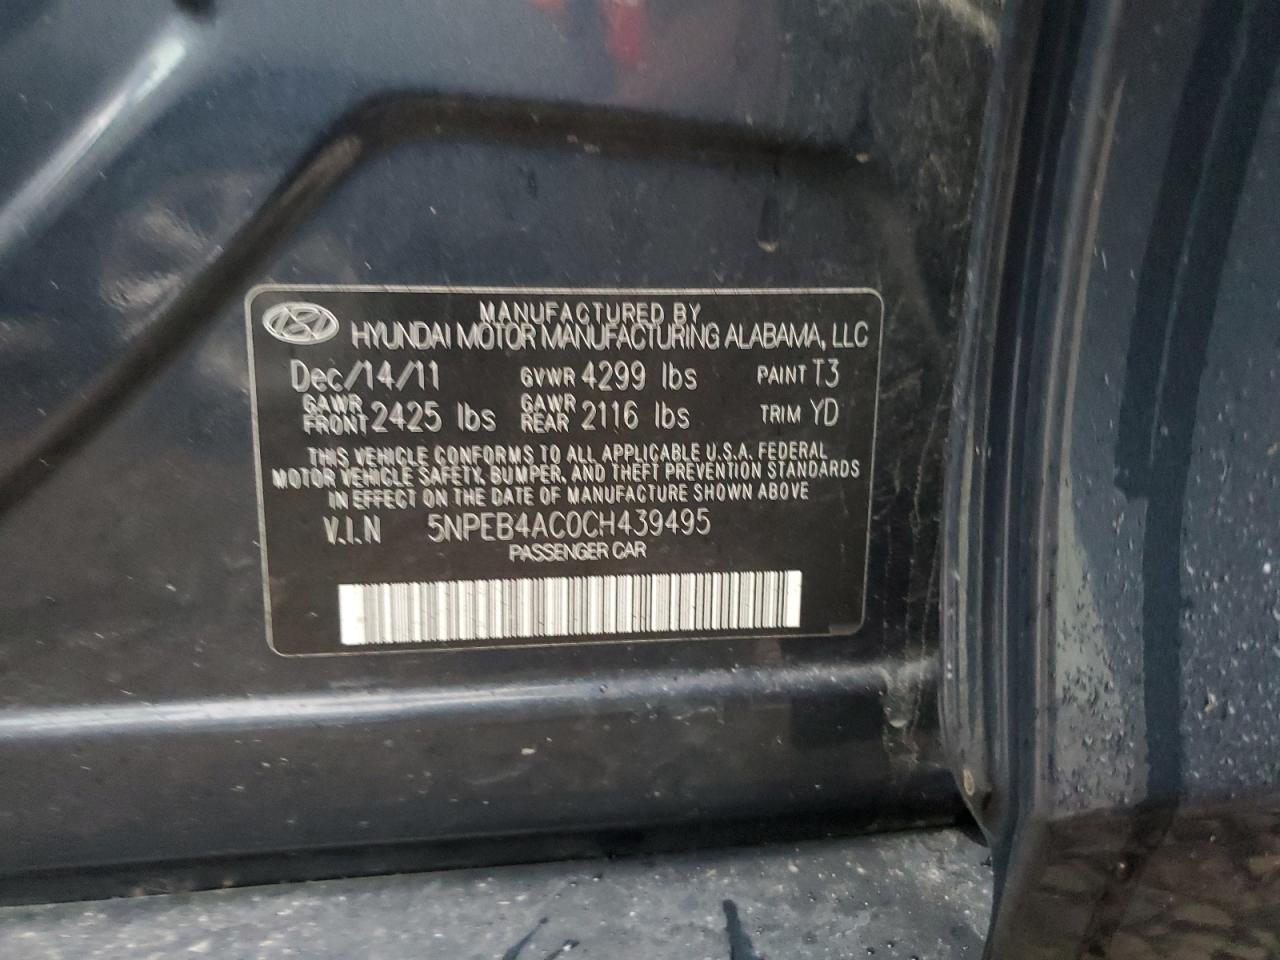 MANUFACTURED BY
HYUNDAI MOTOR MANUFACTURING ALABAMA, LLC
Dec/14/11 GVWR 4299 lbs PAINT T3
GAWR FRONT 2425 lbs GAWR REAR 2116 lbs TRIM YD
THIS VEHICLE CONFORMS TO ALL APPLICABLE U.S.A. FEDERAL
MOTOR VEHICLE SAFETY, BUMPER, AND THEFT PREVENTION STANDARDS
IN EFFECT ON THE DATE OF MANUFACTURE SHOWN ABOVE
V.I.N 5NPEB4AC0CH439495
PASSENGER CAR